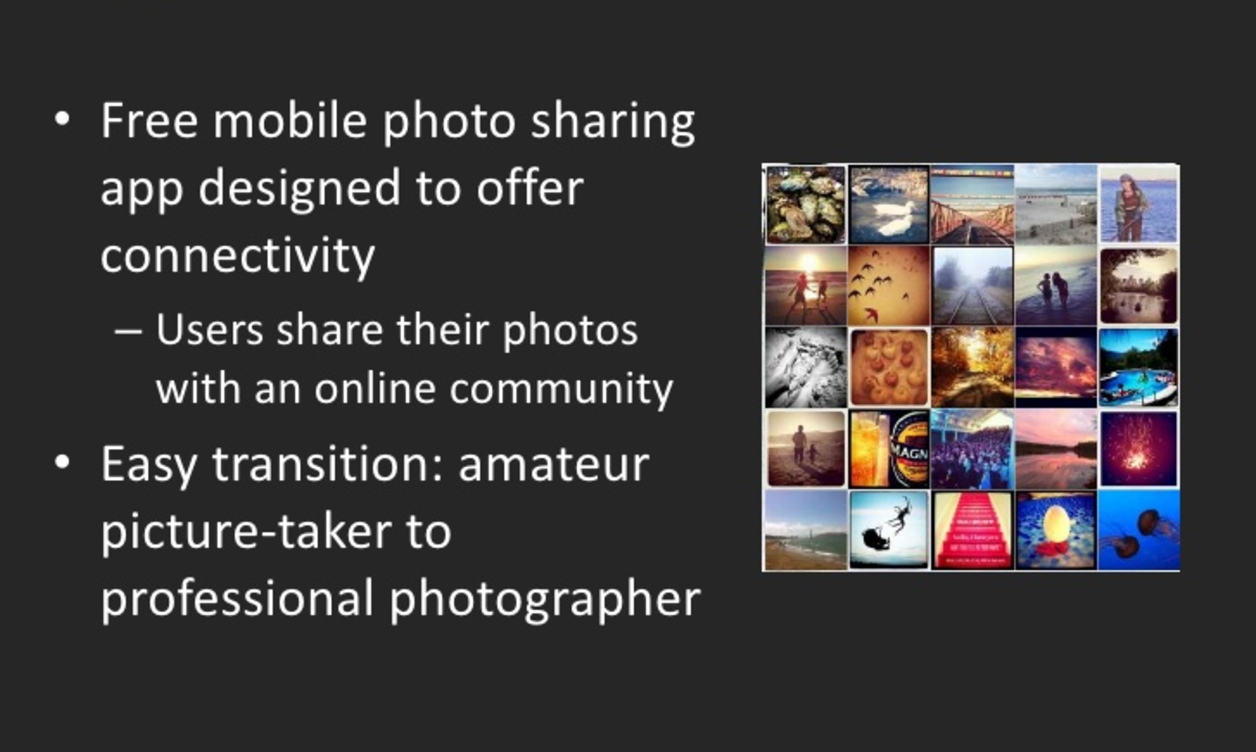 • Free mobile photo sharing
app designed to offer
connectivity
– Users share their photos
with an online community
• Easy transition: amateur
picture-taker to
professional photographer
MAGN